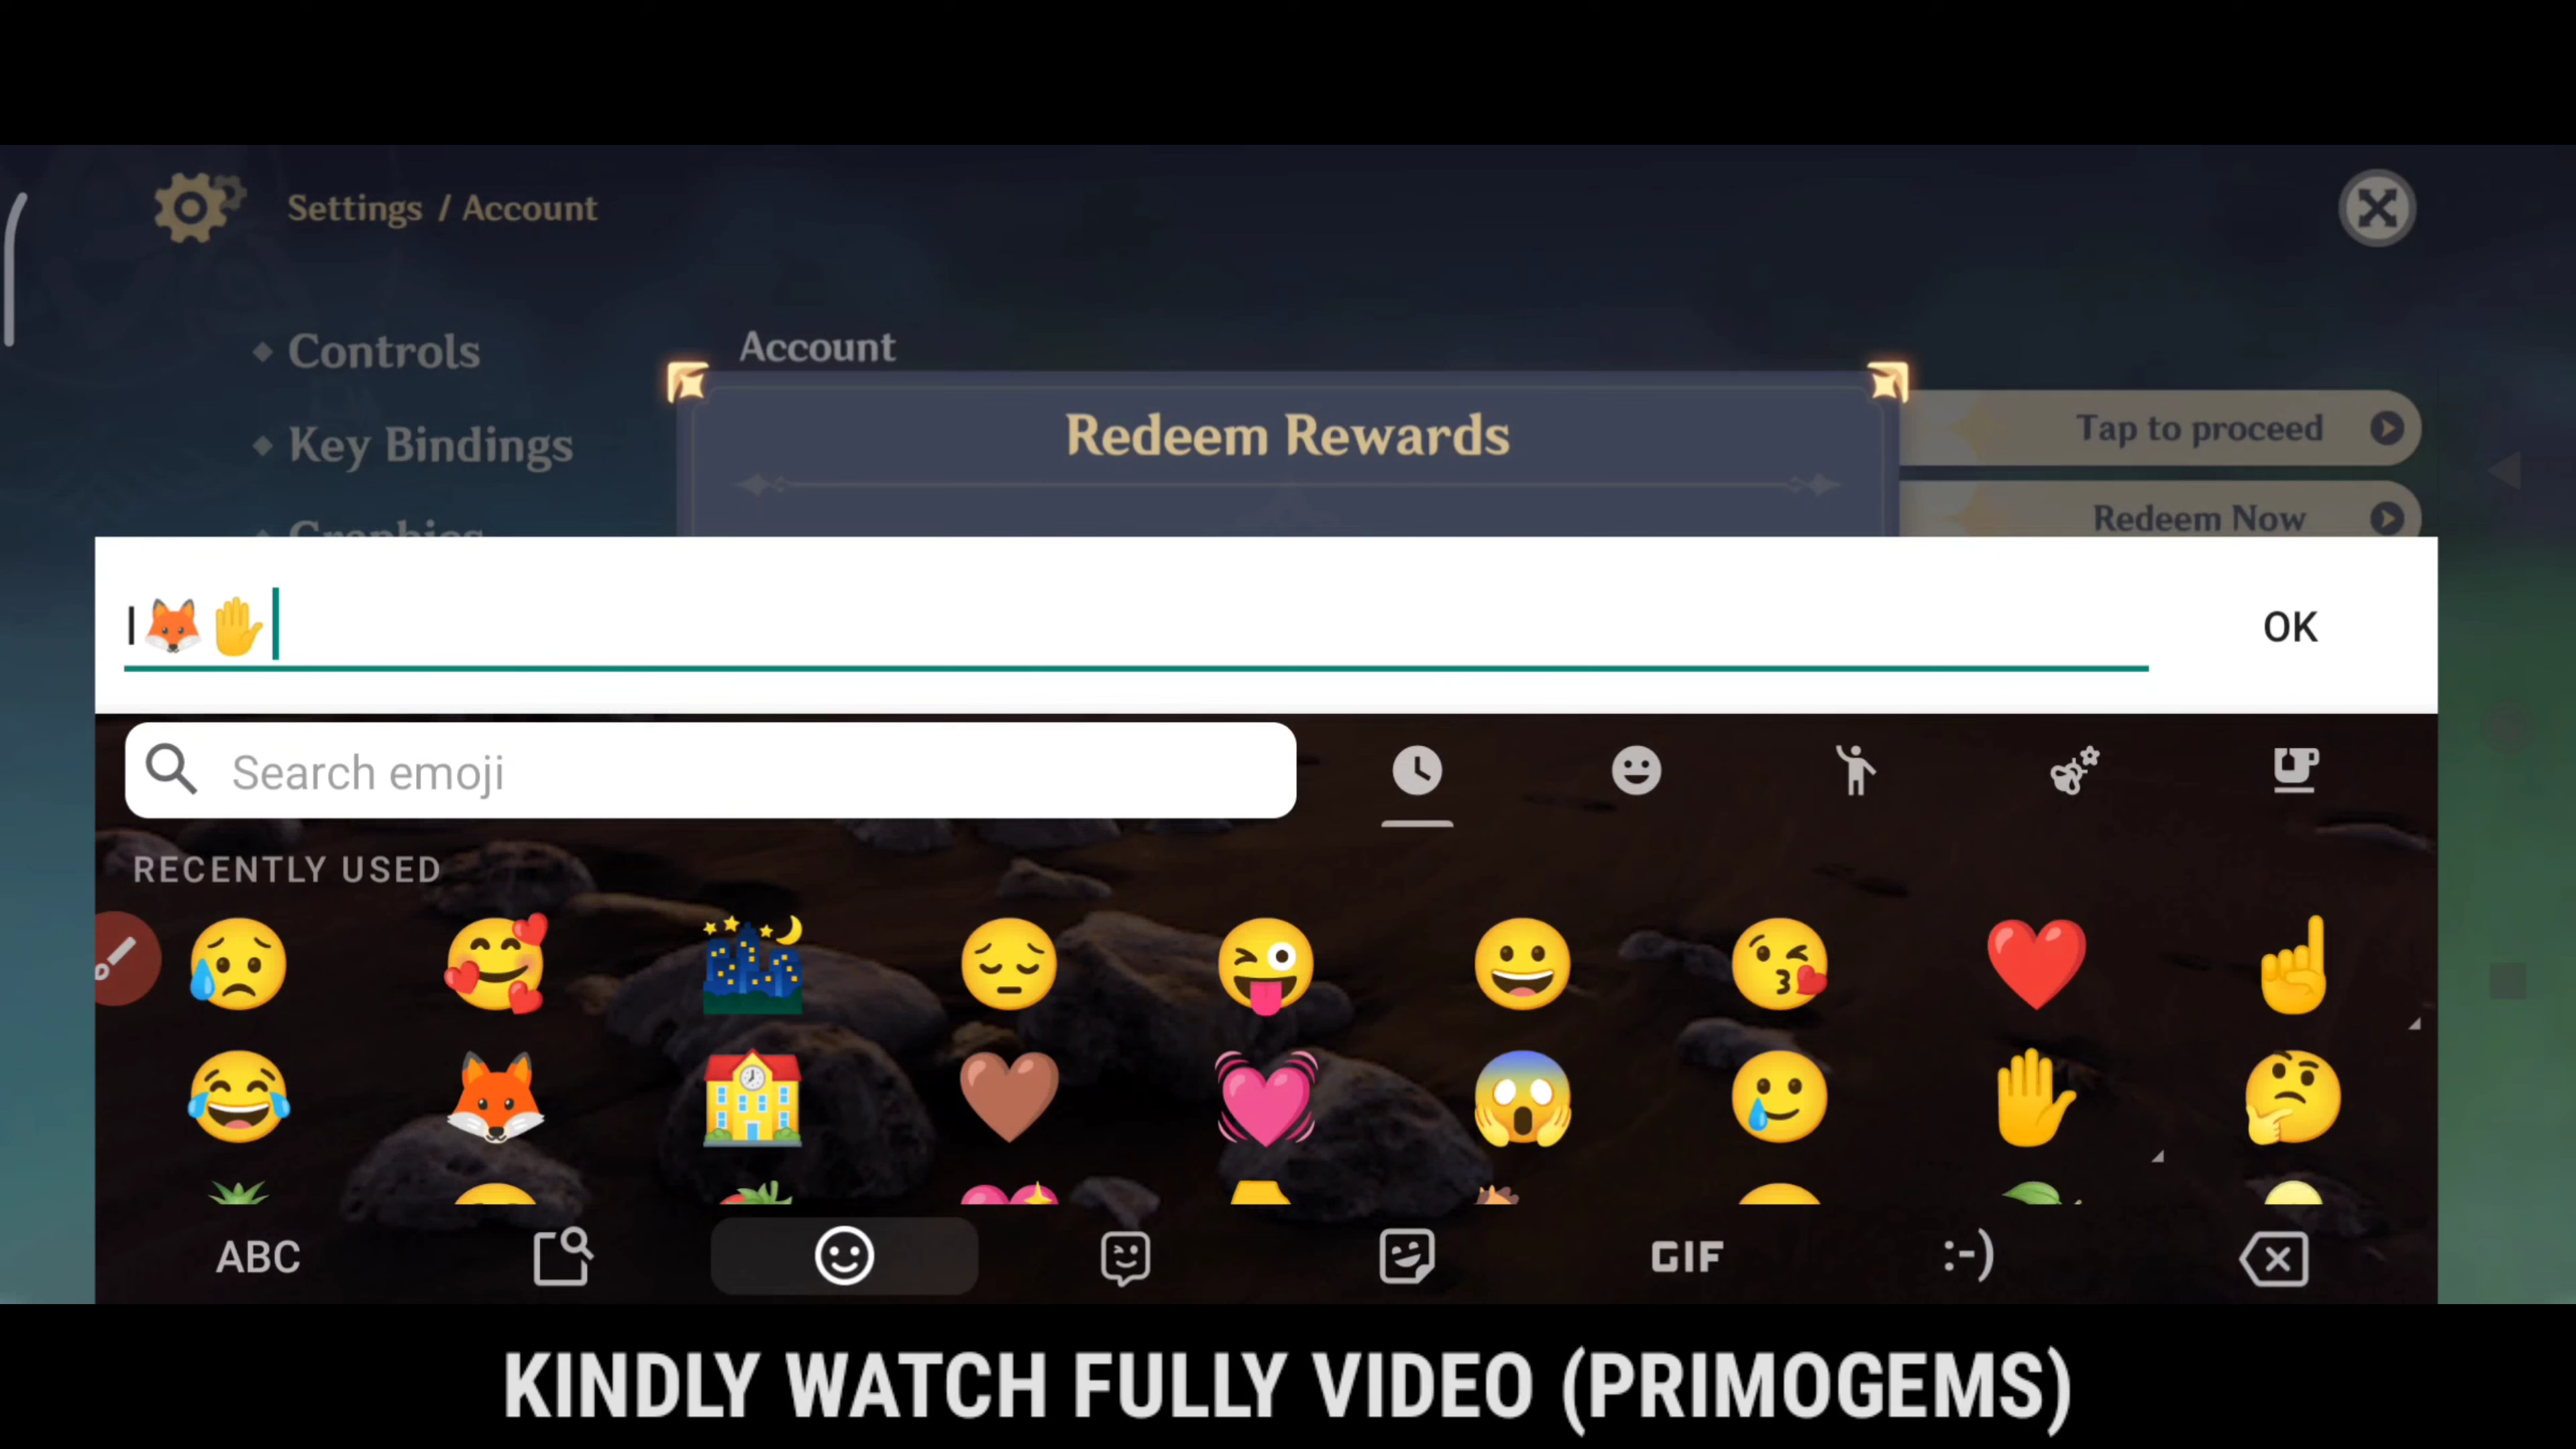 Settings / Account
Controls
Account
Redeem Rewards
Key Bindings
Tap to proceed
Graphics
Redeem Now
I🦊✋
OK
Search emoji
RECENTLY USED
ABC
GIF
:-)
KINDLY WATCH FULLY VIDEO (PRIMOGEMS)